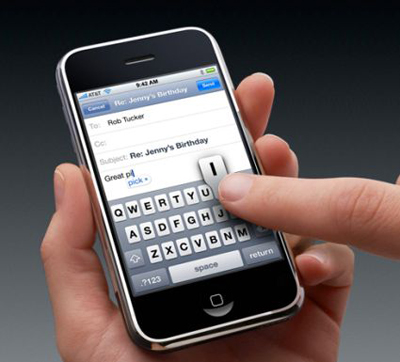 AT&T 9:43 AM
Cancel Re: Jenny's Birthday Send
To: Rob Tucker
Cc:
Subject: Re: Jenny's Birthday
Great pi
pick
I
Q W E R T Y U
A S D F G H J
Z X C V B N M
.?123 space return